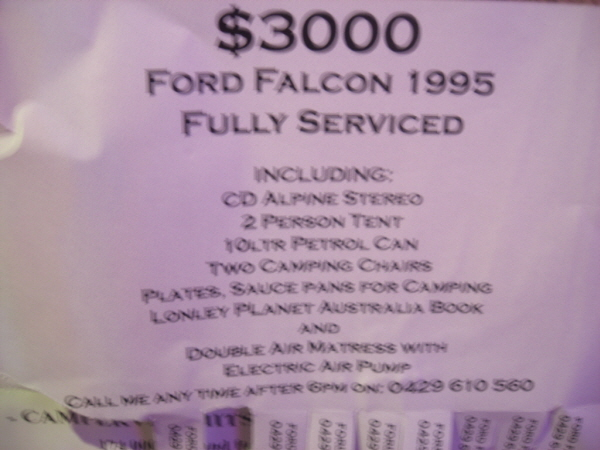 $3000
FORD FALCON 1995
FULLY SERVICED
INCLUDING:
CD ALPINE STEREO
2 PERSON TENT
10LTR PETROL CAN
TWO CAMPING CHAIRS
PLATES, SAUCE PANS FOR CAMPING
LONLEY PLANET AUSTRALIA BOOK
AND
DOUBLE AIR MATRESS WITH
ELECTRIC AIR PUMP
CALL ME ANY TIME AFTER 6PM ON: 0429 610 560